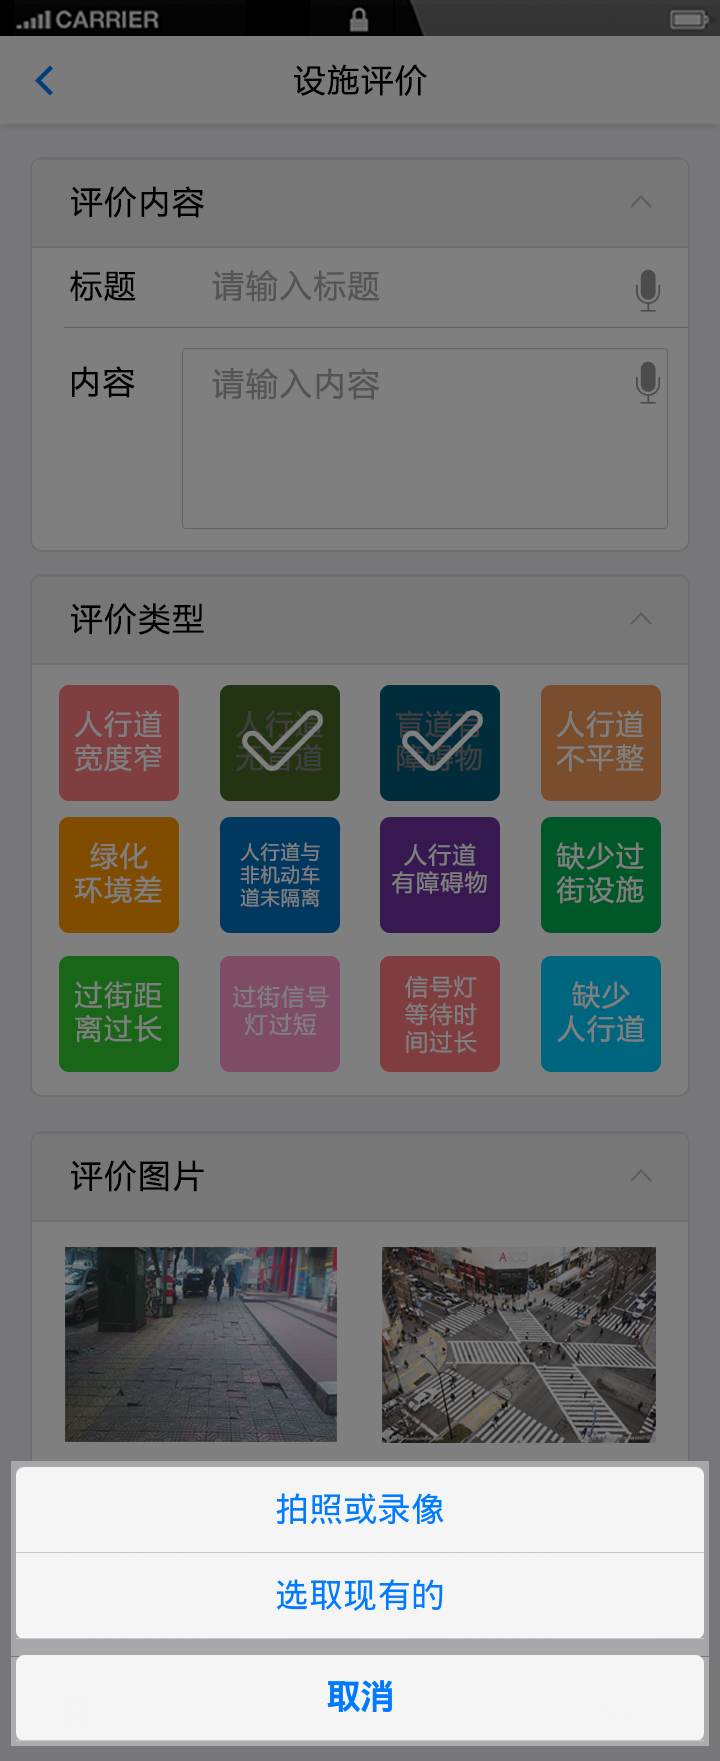 CARRIER
设施评价
评价内容
标题 请输入标题
内容 请输入内容
评价类型
人行道
宽度窄
人行道
无盲道
盲道有
障碍物
人行道
不平整
绿化
环境差
人行道与
非机动车
道未隔离
人行道
有障碍物
缺少过
街设施
过街距
离过长
过街信号
灯过短
信号灯
等待时
间过长
缺少
人行道
评价图片
拍照或录像
选取现有的
取消